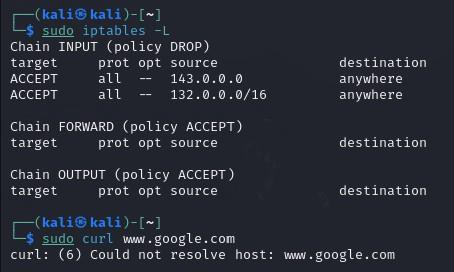 ┌──(kali㉿kali)-[~]
└─$ sudo iptables -L
Chain INPUT (policy DROP)
target     prot opt source               destination
ACCEPT     all  --  143.0.0.0            anywhere
ACCEPT     all  --  132.0.0.0/16         anywhere

Chain FORWARD (policy ACCEPT)
target     prot opt source               destination

Chain OUTPUT (policy ACCEPT)
target     prot opt source               destination

┌──(kali㉿kali)-[~]
└─$ sudo curl www.google.com
curl: (6) Could not resolve host: www.google.com